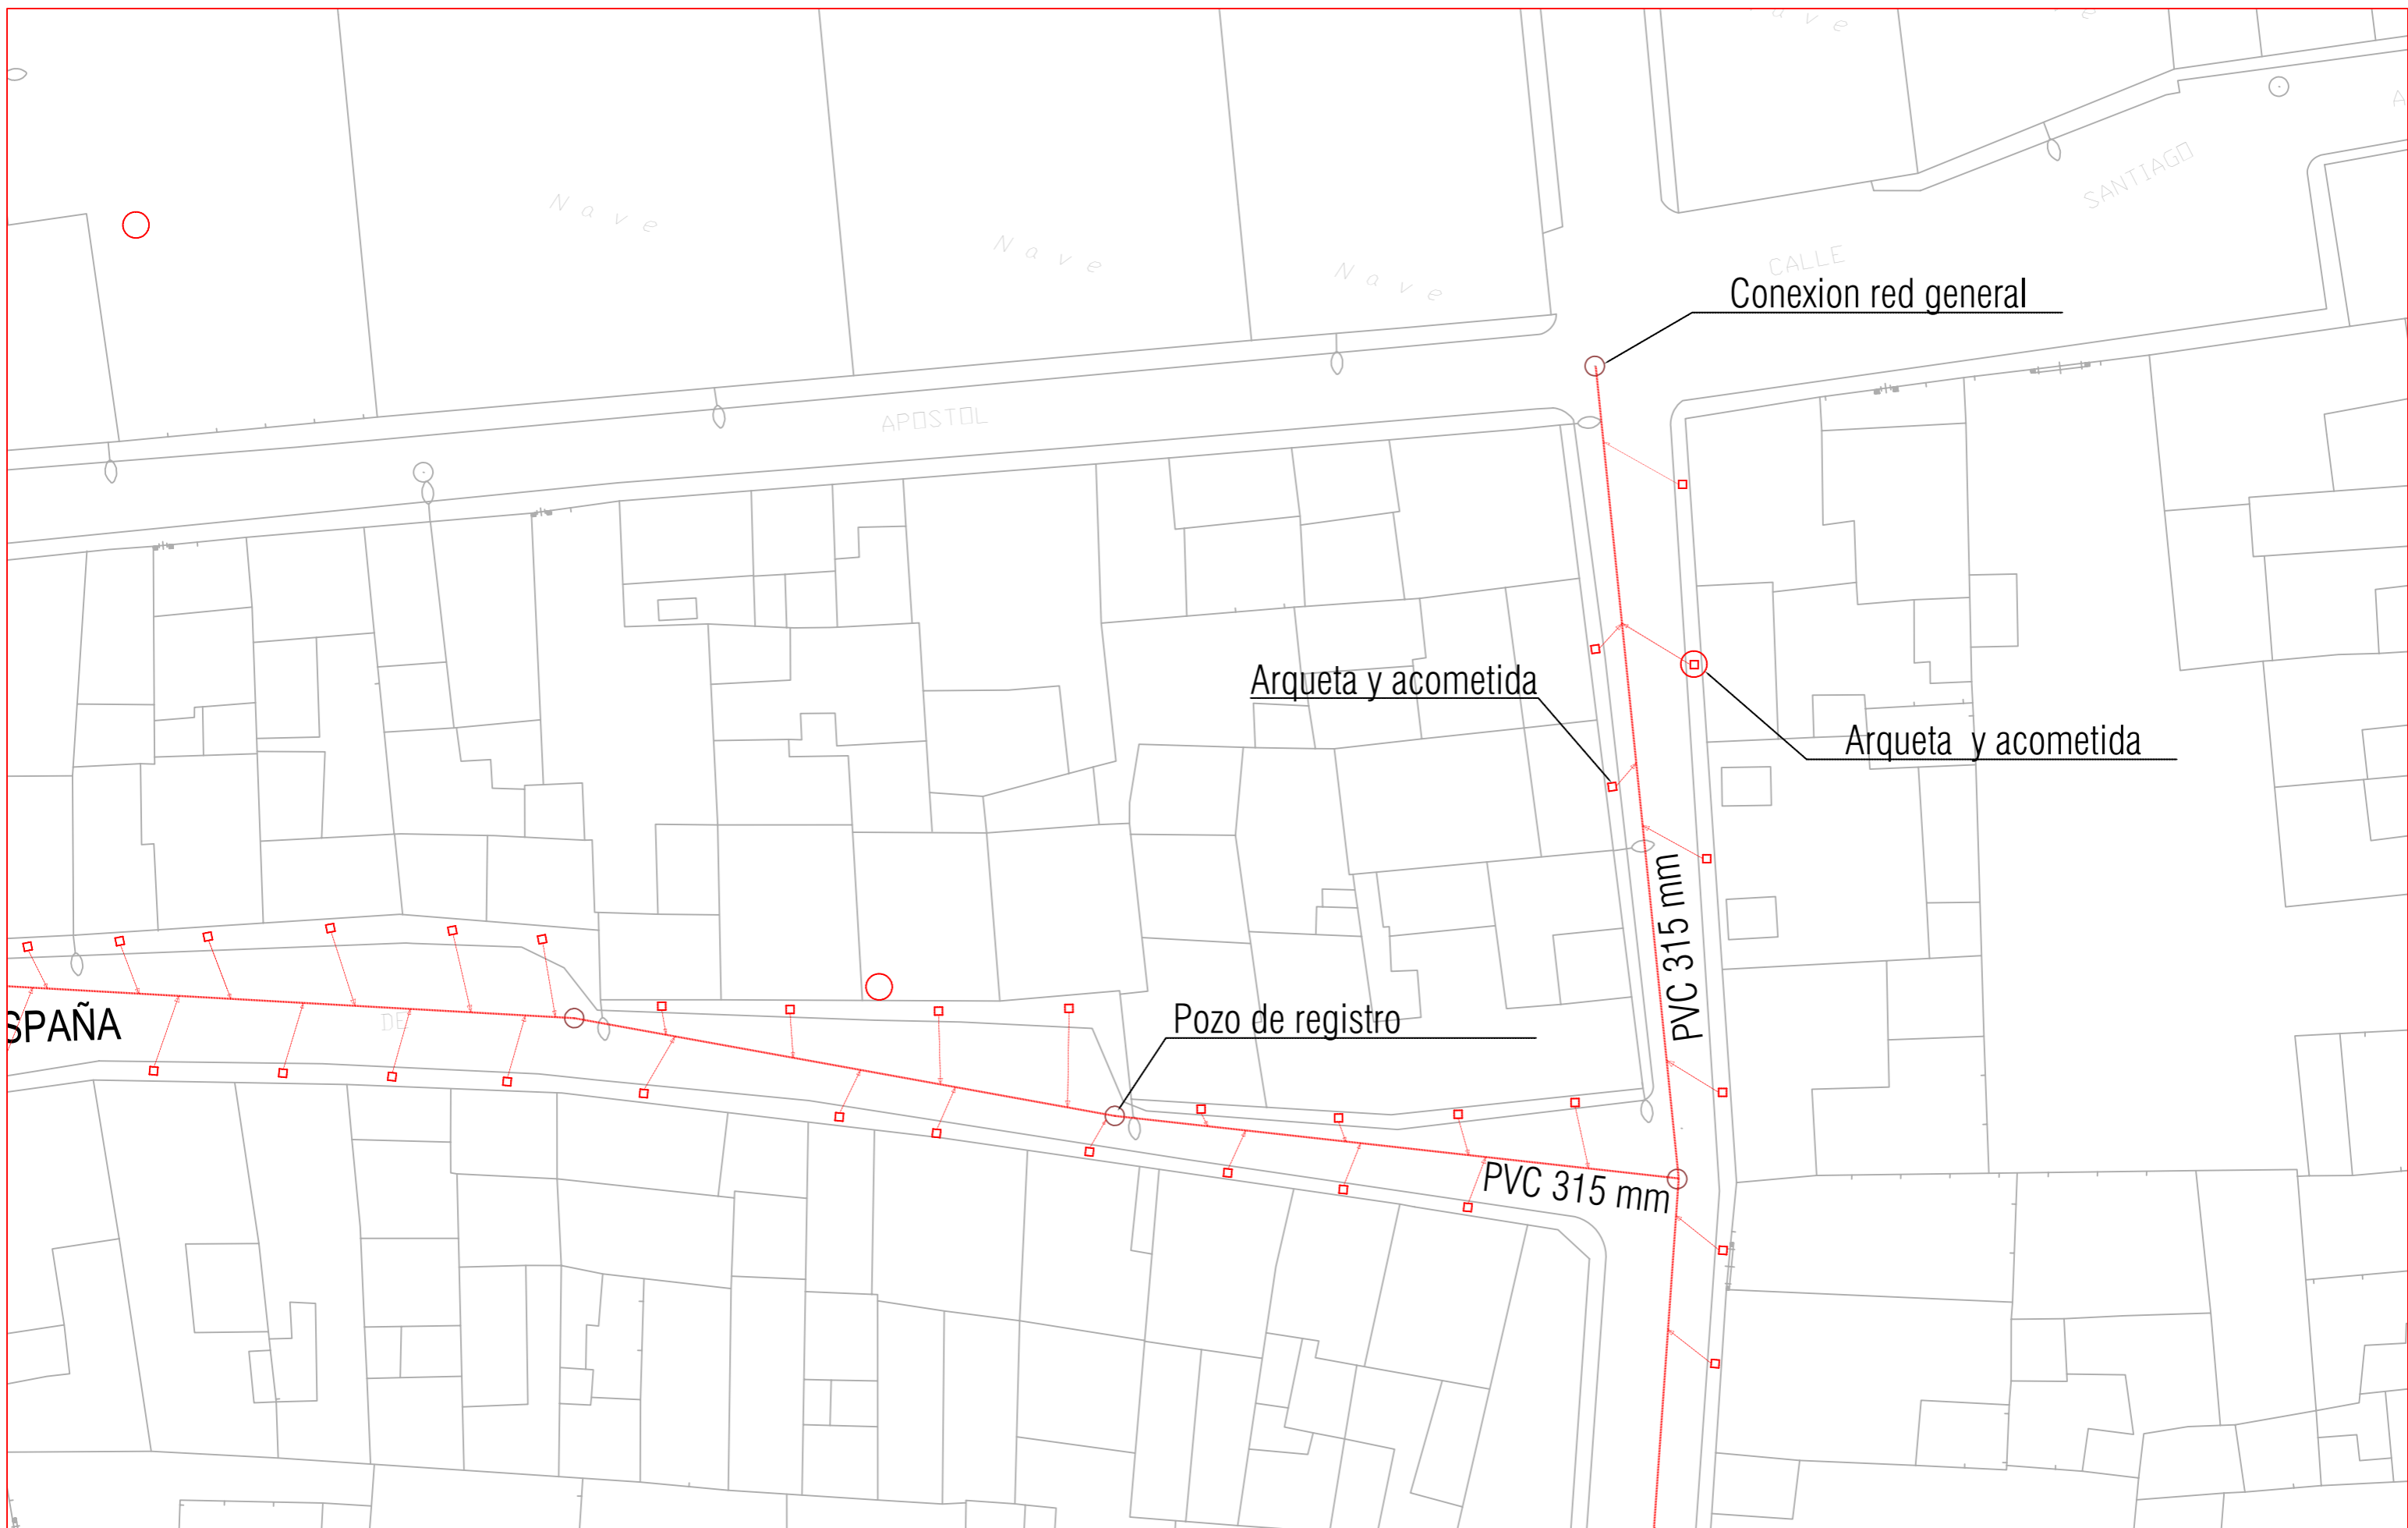 Nave
Nave
Nave
SANTIAGO
CALLE
Conexion red general
APOSTOL
Arqueta y acometida
Arqueta y acometida
PVC 315 mm
SPAÑA
DE
Pozo de registro
PVC 315 mm